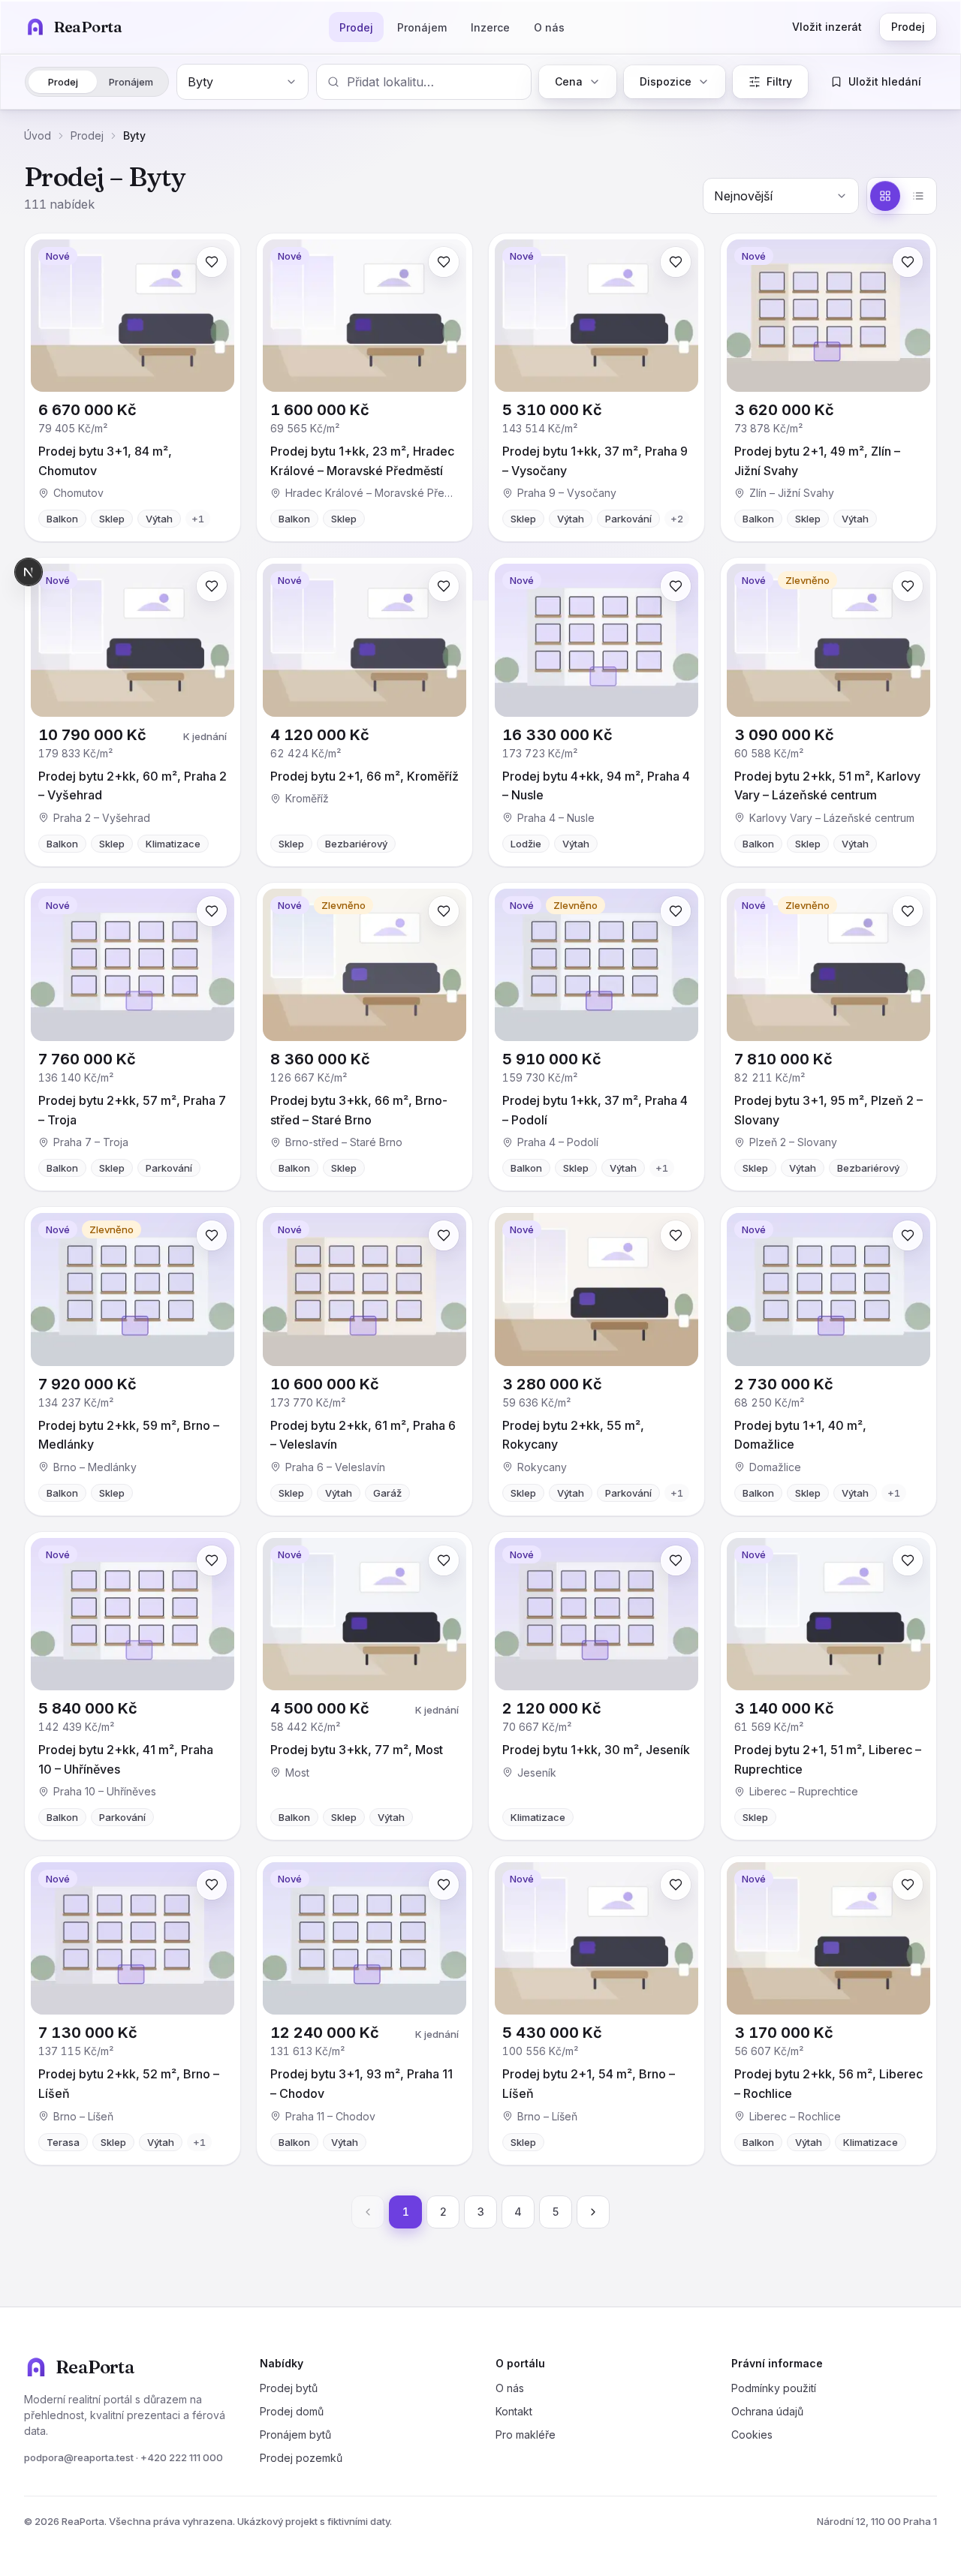 ReaPorta
Prodej Pronájem Inzerce O nás
Vložit inzerát Prodej
Prodej Pronájem
Byty
Přidat lokalitu…
Cena
Dispozice
Filtry
Uložit hledání
Úvod > Prodej > Byty
Prodej – Byty
111 nabídek
Nejnovější
Nové
6 670 000 Kč
79 405 Kč/m²
Prodej bytu 3+1, 84 m²,
Chomutov
Chomutov
Balkon Sklep Výtah +1
Nové
1 600 000 Kč
69 565 Kč/m²
Prodej bytu 1+kk, 23 m², Hradec
Králové – Moravské Předměstí
Hradec Králové – Moravské Pře…
Balkon Sklep
Nové
5 310 000 Kč
143 514 Kč/m²
Prodej bytu 1+kk, 37 m², Praha 9
– Vysočany
Praha 9 – Vysočany
Sklep Výtah Parkování +2
Nové
3 620 000 Kč
73 878 Kč/m²
Prodej bytu 2+1, 49 m², Zlín –
Jižní Svahy
Zlín – Jižní Svahy
Balkon Sklep Výtah
N
Nové
10 790 000 Kč
K jednání
179 833 Kč/m²
Prodej bytu 2+kk, 60 m², Praha 2
– Vyšehrad
Praha 2 – Vyšehrad
Balkon Sklep Klimatizace
Nové
4 120 000 Kč
62 424 Kč/m²
Prodej bytu 2+1, 66 m², Kroměříž
Kroměříž
Sklep Bezbariérový
Nové
16 330 000 Kč
173 723 Kč/m²
Prodej bytu 4+kk, 94 m², Praha 4
– Nusle
Praha 4 – Nusle
Lodžie Výtah
Nové Zlevněno
3 090 000 Kč
60 588 Kč/m²
Prodej bytu 2+kk, 51 m², Karlovy
Vary – Lázeňské centrum
Karlovy Vary – Lázeňské centrum
Balkon Sklep Výtah
Nové
7 760 000 Kč
136 140 Kč/m²
Prodej bytu 2+kk, 57 m², Praha 7
– Troja
Praha 7 – Troja
Balkon Sklep Parkování
Nové Zlevněno
8 360 000 Kč
126 667 Kč/m²
Prodej bytu 3+kk, 66 m², Brno-
střed – Staré Brno
Brno-střed – Staré Brno
Balkon Sklep
Nové Zlevněno
5 910 000 Kč
159 730 Kč/m²
Prodej bytu 1+kk, 37 m², Praha 4
– Podolí
Praha 4 – Podolí
Balkon Sklep Výtah +1
Nové Zlevněno
7 810 000 Kč
82 211 Kč/m²
Prodej bytu 3+1, 95 m², Plzeň 2 –
Slovany
Plzeň 2 – Slovany
Sklep Výtah Bezbariérový
Nové Zlevněno
7 920 000 Kč
134 237 Kč/m²
Prodej bytu 2+kk, 59 m², Brno –
Medlánky
Brno – Medlánky
Balkon Sklep
Nové
10 600 000 Kč
173 770 Kč/m²
Prodej bytu 2+kk, 61 m², Praha 6
– Veleslavín
Praha 6 – Veleslavín
Sklep Výtah Garáž
Nové
3 280 000 Kč
59 636 Kč/m²
Prodej bytu 2+kk, 55 m²,
Rokycany
Rokycany
Sklep Výtah Parkování +1
Nové
2 730 000 Kč
68 250 Kč/m²
Prodej bytu 1+1, 40 m²,
Domažlice
Domažlice
Balkon Sklep Výtah +1
Nové
5 840 000 Kč
142 439 Kč/m²
Prodej bytu 2+kk, 41 m², Praha
10 – Uhříněves
Praha 10 – Uhříněves
Balkon Parkování
Nové
4 500 000 Kč
K jednání
58 442 Kč/m²
Prodej bytu 3+kk, 77 m², Most
Most
Balkon Sklep Výtah
Nové
2 120 000 Kč
70 667 Kč/m²
Prodej bytu 1+kk, 30 m², Jeseník
Jeseník
Klimatizace
Nové
3 140 000 Kč
61 569 Kč/m²
Prodej bytu 2+1, 51 m², Liberec –
Ruprechtice
Liberec – Ruprechtice
Sklep
Nové
7 130 000 Kč
137 115 Kč/m²
Prodej bytu 2+kk, 52 m², Brno –
Líšeň
Brno – Líšeň
Terasa Sklep Výtah +1
Nové
12 240 000 Kč
K jednání
131 613 Kč/m²
Prodej bytu 3+1, 93 m², Praha 11
– Chodov
Praha 11 – Chodov
Balkon Výtah
Nové
5 430 000 Kč
100 556 Kč/m²
Prodej bytu 2+1, 54 m², Brno –
Líšeň
Brno – Líšeň
Sklep
Nové
3 170 000 Kč
56 607 Kč/m²
Prodej bytu 2+kk, 56 m², Liberec
– Rochlice
Liberec – Rochlice
Balkon Výtah Klimatizace
1 2 3 4 5
ReaPorta
Moderní realitní portál s důrazem na
přehlednost, kvalitní prezentaci a férová
data.
podpora@reaporta.test · +420 222 111 000
Nabídky
Prodej bytů
Prodej domů
Pronájem bytů
Prodej pozemků
O portálu
O nás
Kontakt
Pro makléře
Právní informace
Podmínky použití
Ochrana údajů
Cookies
© 2026 ReaPorta. Všechna práva vyhrazena. Ukázkový projekt s fiktivními daty.
Národní 12, 110 00 Praha 1